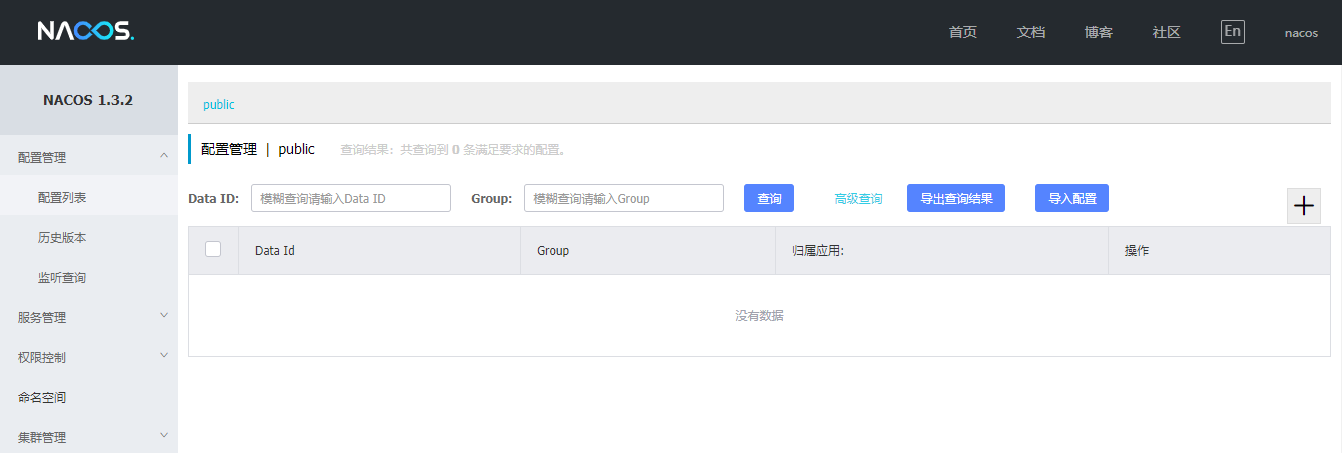 NACOS.
首页 文档 博客 社区 En nacos
NACOS 1.3.2
配置管理
配置列表
历史版本
监听查询
服务管理
权限控制
命名空间
集群管理
public
配置管理 | public 查询结果：共查询到 0 条满足要求的配置。
Data ID: 模糊查询请输入Data ID Group: 模糊查询请输入Group 查询 高级查询 导出查询结果 导入配置
Data Id Group 归属应用: 操作
没有数据